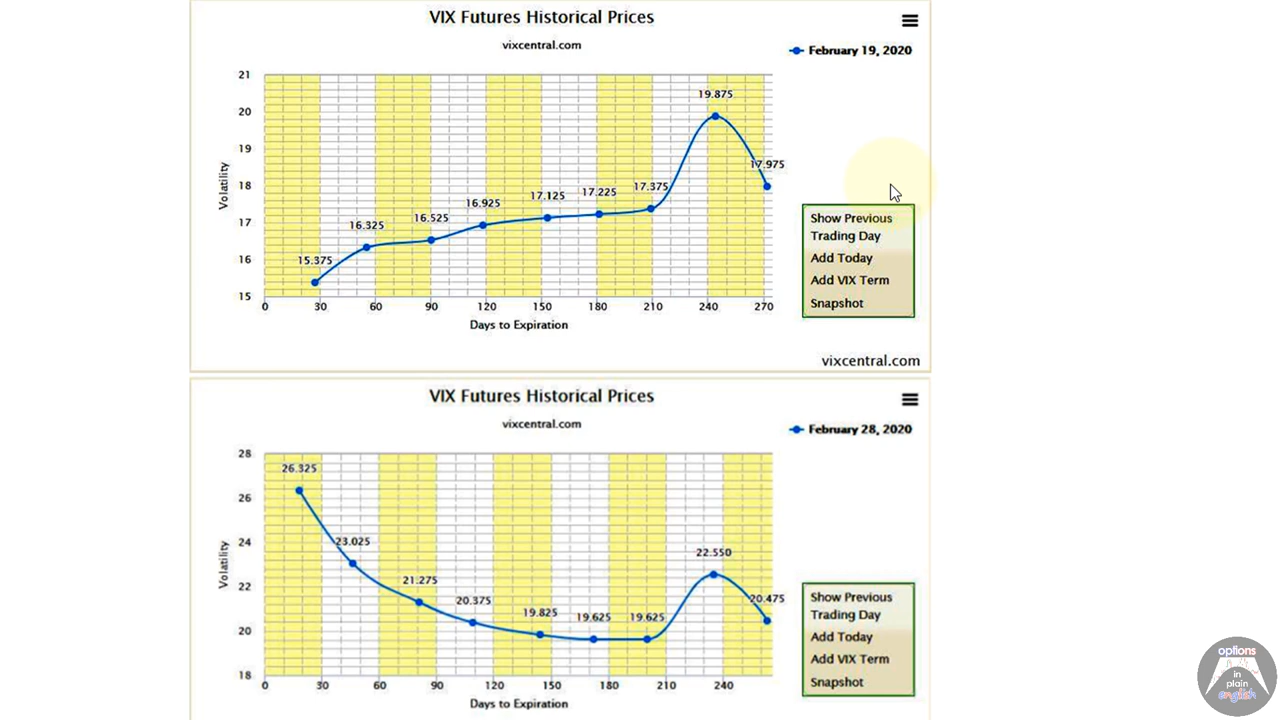 VIX Futures Historical Prices
vixcentral.com
February 19, 2020
21
20
19
18
17
16
15
Volatility
15.375
16.325
16.525
16.925
17.125
17.225
17.375
19.875
17.975
0 30 60 90 120 150 180 210 240 270
Days to Expiration
Show Previous
Trading Day
Add Today
Add VIX Term
Snapshot
vixcentral.com
VIX Futures Historical Prices
vixcentral.com
February 28, 2020
28
26
24
22
20
18
Volatility
26.325
23.025
21.275
20.375
19.825
19.625
19.625
22.550
20.475
0 30 60 90 120 150 180 210 240
Days to Expiration
Show Previous
Trading Day
Add Today
Add VIX Term
Snapshot
options
in
plain
english